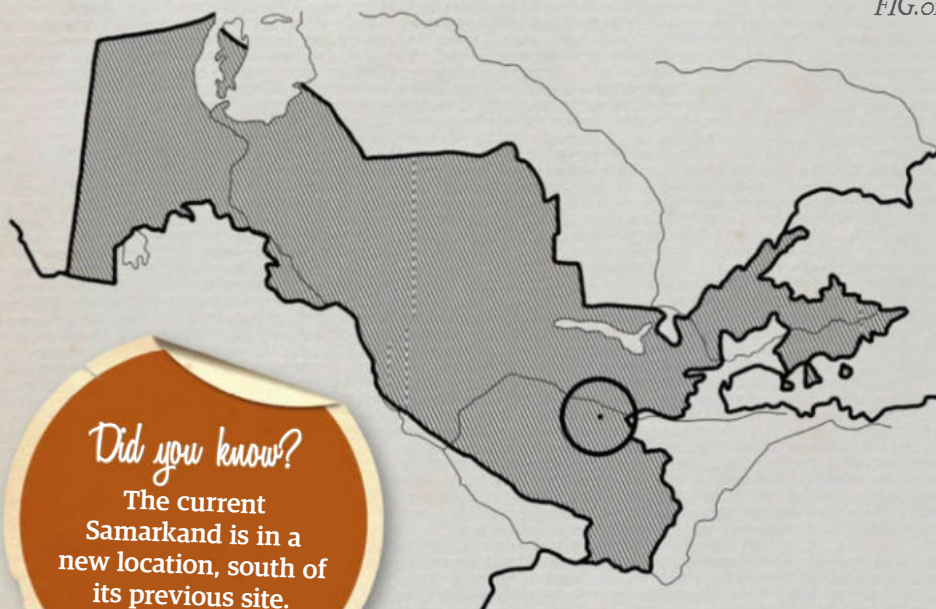 Did you know?
The current
Samarkand is in a
new location, south of
its previous site.